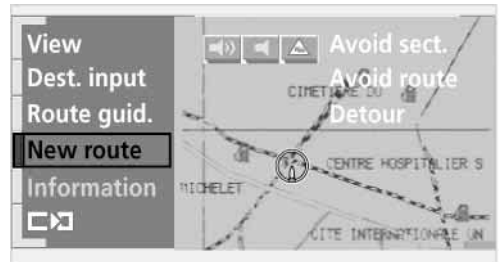 View
Dest. input
Route guid.
New route
Information
Avoid sect.
Avoid route
Detour
CIMETIERE DU
CENTRE HOSPITALIER S
MICHELET
CITE INTERNATIONALE UN